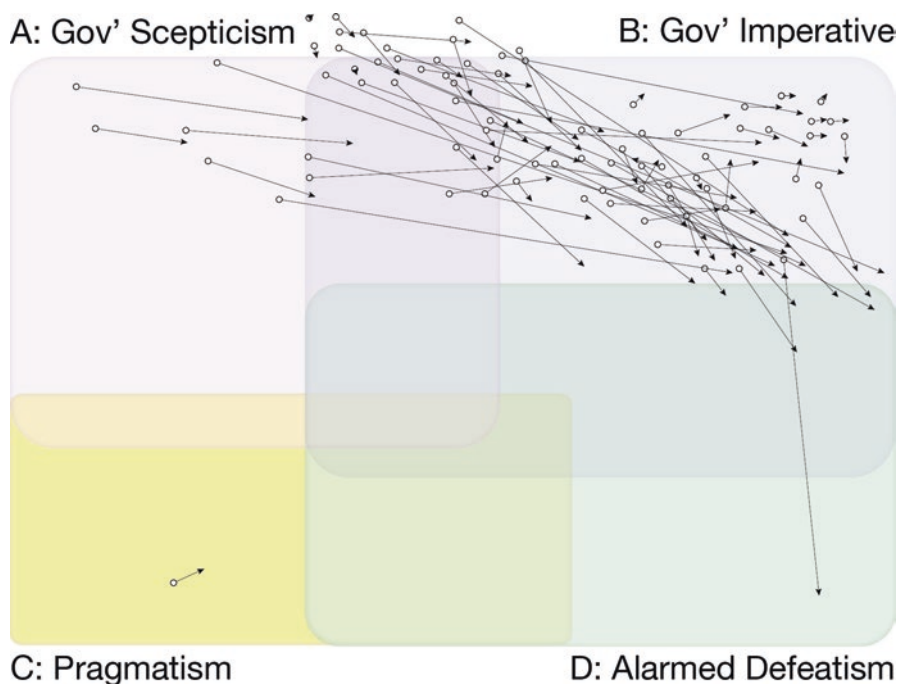 A: Gov’ Scepticism
B: Gov’ Imperative
C: Pragmatism
D: Alarmed Defeatism